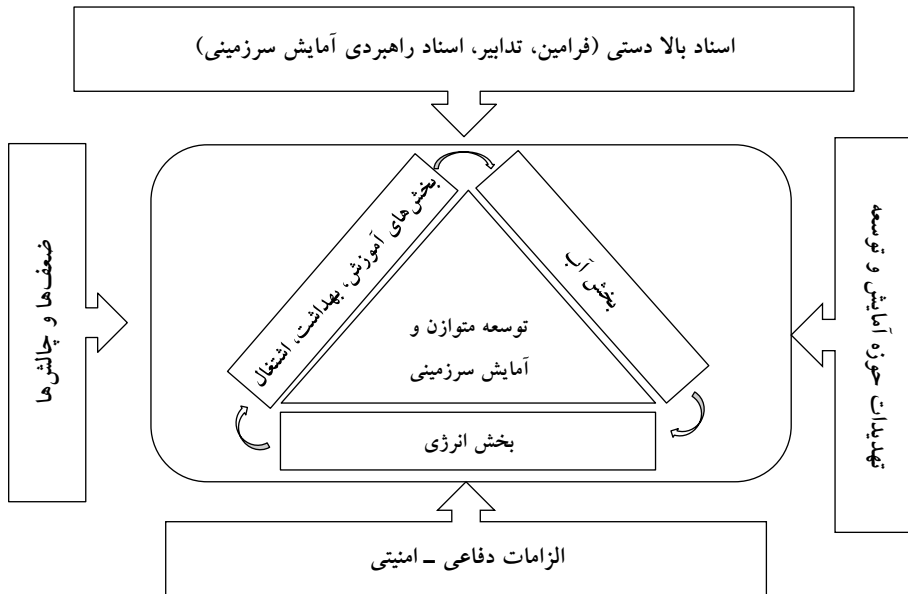 اسناد بالا دستی (فرامین، تدابیر، اسناد راهبردی آمایش سرزمینی)
تهدیدات حوزه آمایش و توسعه
بخش آب
بخش‌های آموزش، بهداشت، اشتغال
توسعه متوازن و
آمایش سرزمینی
بخش انرژی
ضعف‌ها و چالش‌ها
الزامات دفاعی ـ امنیتی